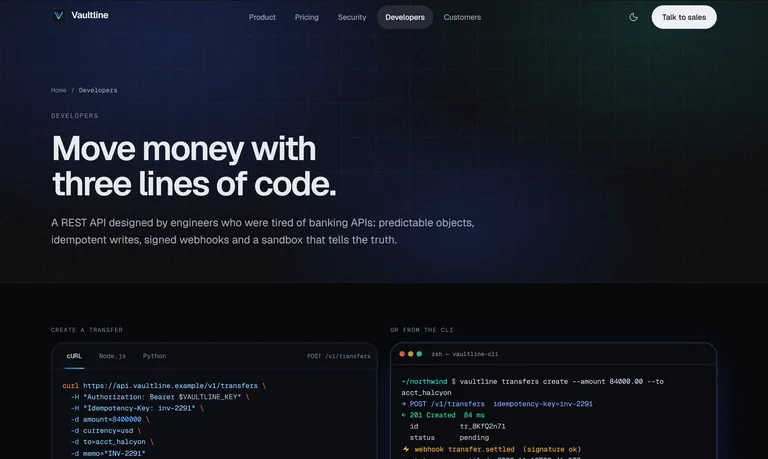 Vaultline
Product
Pricing
Security
Developers
Customers
Talk to sales
Home / Developers
DEVELOPERS
Move money with
three lines of code.
A REST API designed by engineers who were tired of banking APIs: predictable objects,
idempotent writes, signed webhooks and a sandbox that tells the truth.
CREATE A TRANSFER
cURL
Node.js
Python
POST /v1/transfers
curl https://api.vaultline.example/v1/transfers \
-H "Authorization: Bearer $VAULTLINE_KEY" \
-H "Idempotency-Key: inv-2291" \
-d amount=8400000 \
-d currency=usd \
-d to=acct_halcyon \
-d memo="INV-2291"
OR FROM THE CLI
rsh — vaultline-cli
~/northwind $ vaultline transfers create --amount 84000.00 --to
acct_halcyon
→ POST /v1/transfers idempotency-key=inv-2291
← 201 Created 84 ms
id tr_8KfQ2n71
status pending
⚡ webhook transfer.settled (signature ok)